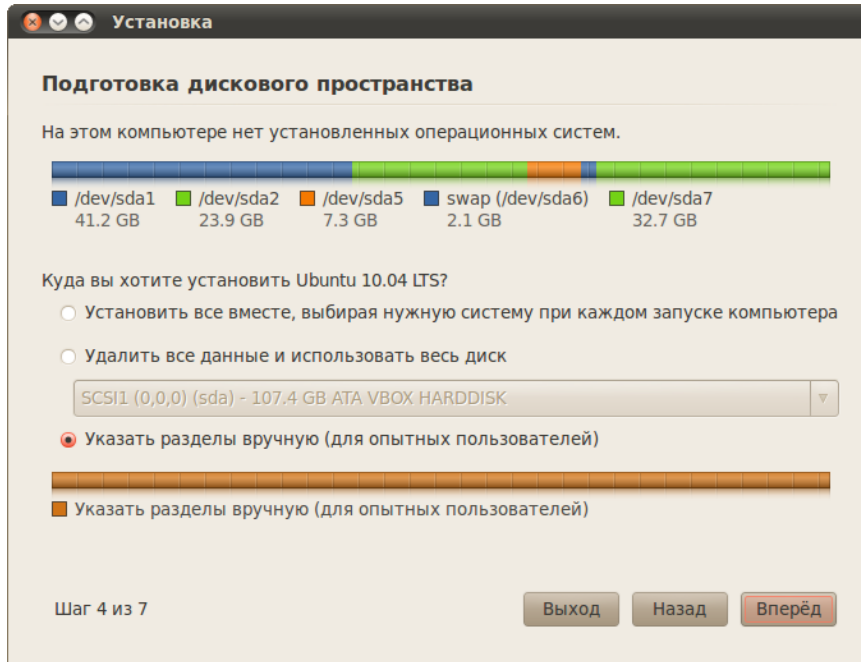 Установка
Подготовка дискового пространства
На этом компьютере нет установленных операционных систем.
/dev/sda1 /dev/sda2 /dev/sda5 swap (/dev/sda6) /dev/sda7
41.2 GB 23.9 GB 7.3 GB 2.1 GB 32.7 GB
Куда вы хотите установить Ubuntu 10.04 LTS?
Установить все вместе, выбирая нужную систему при каждом запуске компьютера
Удалить все данные и использовать весь диск
SCSI1 (0,0,0) (sda) - 107.4 GB ATA VBOX HARDDISK
Указать разделы вручную (для опытных пользователей)
Указать разделы вручную (для опытных пользователей)
Шаг 4 из 7 Выход Назад Вперёд